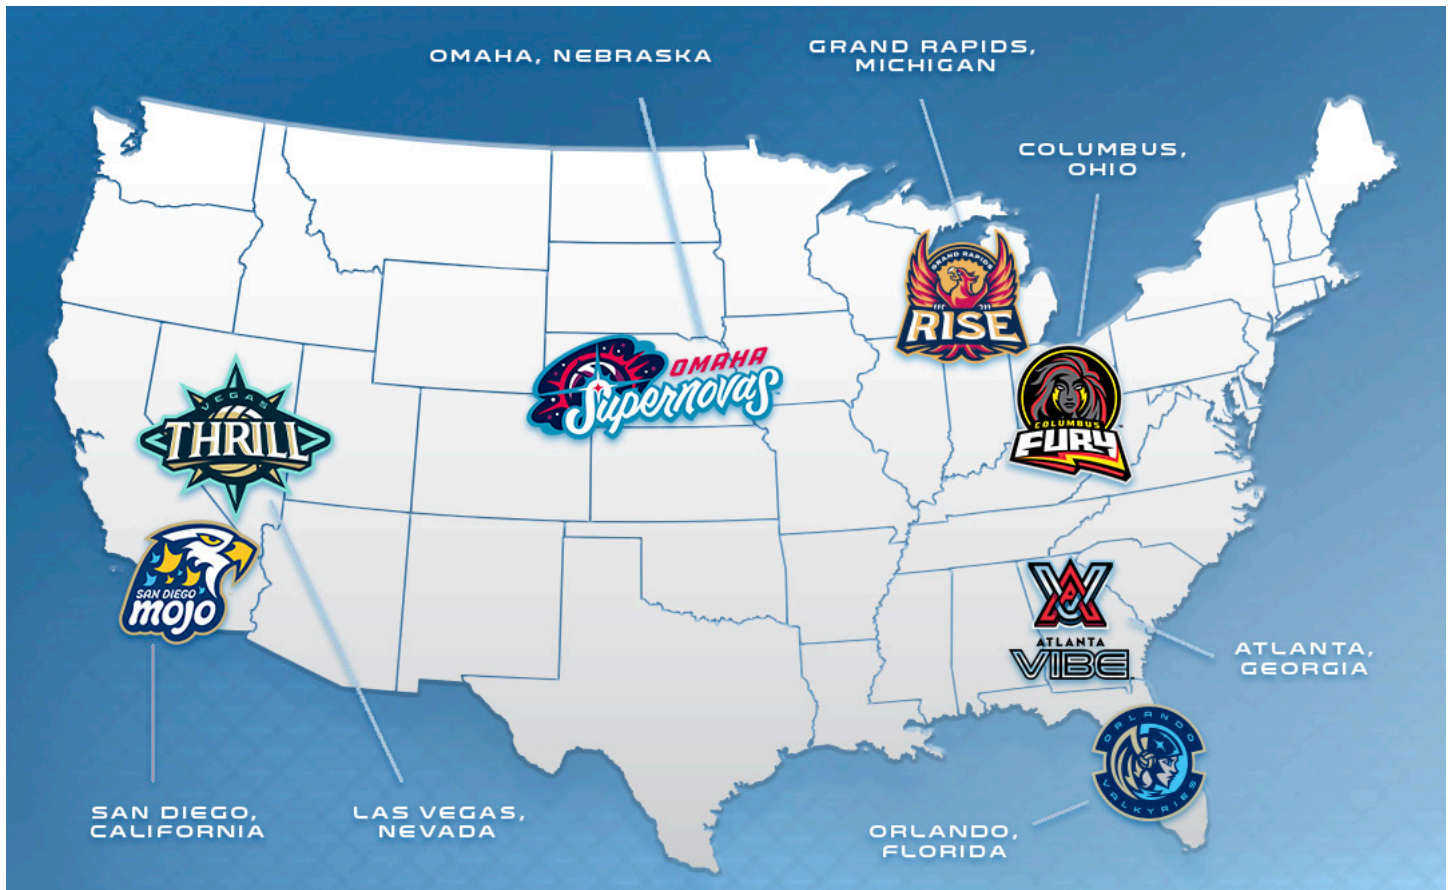 OMAHA, NEBRASKA
GRAND RAPIDS,
MICHIGAN
COLUMBUS,
OHIO
GRAND RAPIDS
RISE
OMAHA
Supernovas
VEGAS
THRILL
COLUMBUS
FURY
SAN DIEGO
mojo
ATLANTA
VIBE
ATLANTA,
GEORGIA
ORLANDO
VALKYRIES
SAN DIEGO,
CALIFORNIA
LAS VEGAS,
NEVADA
ORLANDO,
FLORIDA